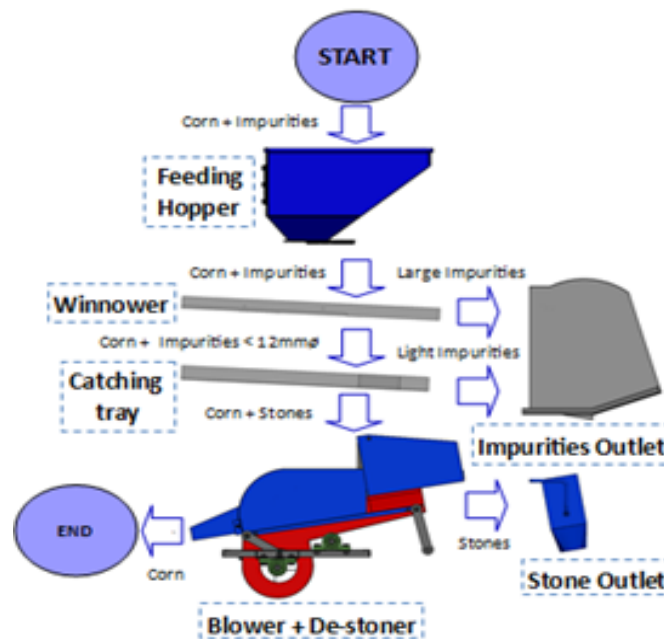 START
Corn + Impurities
Feeding
Hopper
Corn + Impurities
Large Impurities
Winnower
Corn + Impurities < 12mmø
Light Impurities
Catching
tray
Corn + Stones
Impurities Outlet
END
Corn
Stones
Stone Outlet
Blower + De-stoner